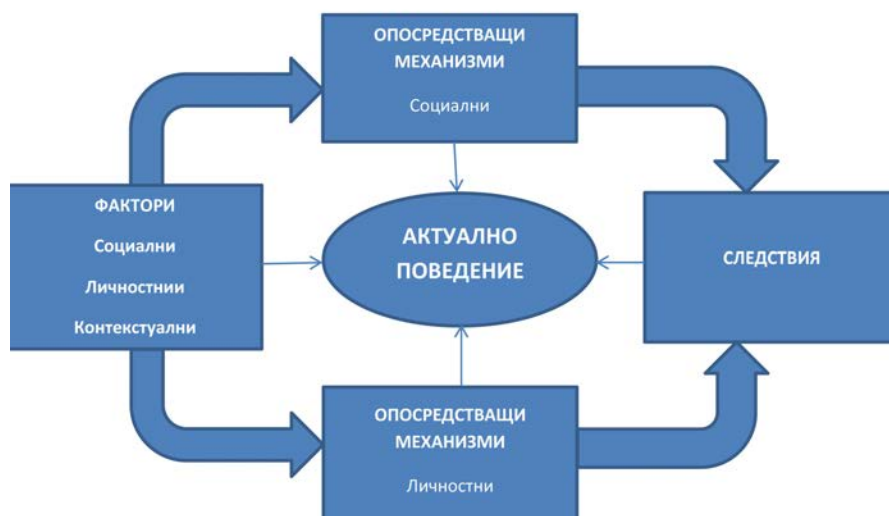 ОПОСРЕДСТВАЩИ
МЕХАНИЗМИ
Социални
ФАКТОРИ
Социални
Личностнии
Контекстуални
АКТУАЛНО
ПОВЕДЕНИЕ
СЛЕДСТВИЯ
ОПОСРЕДСТВАЩИ
МЕХАНИЗМИ
Личностни